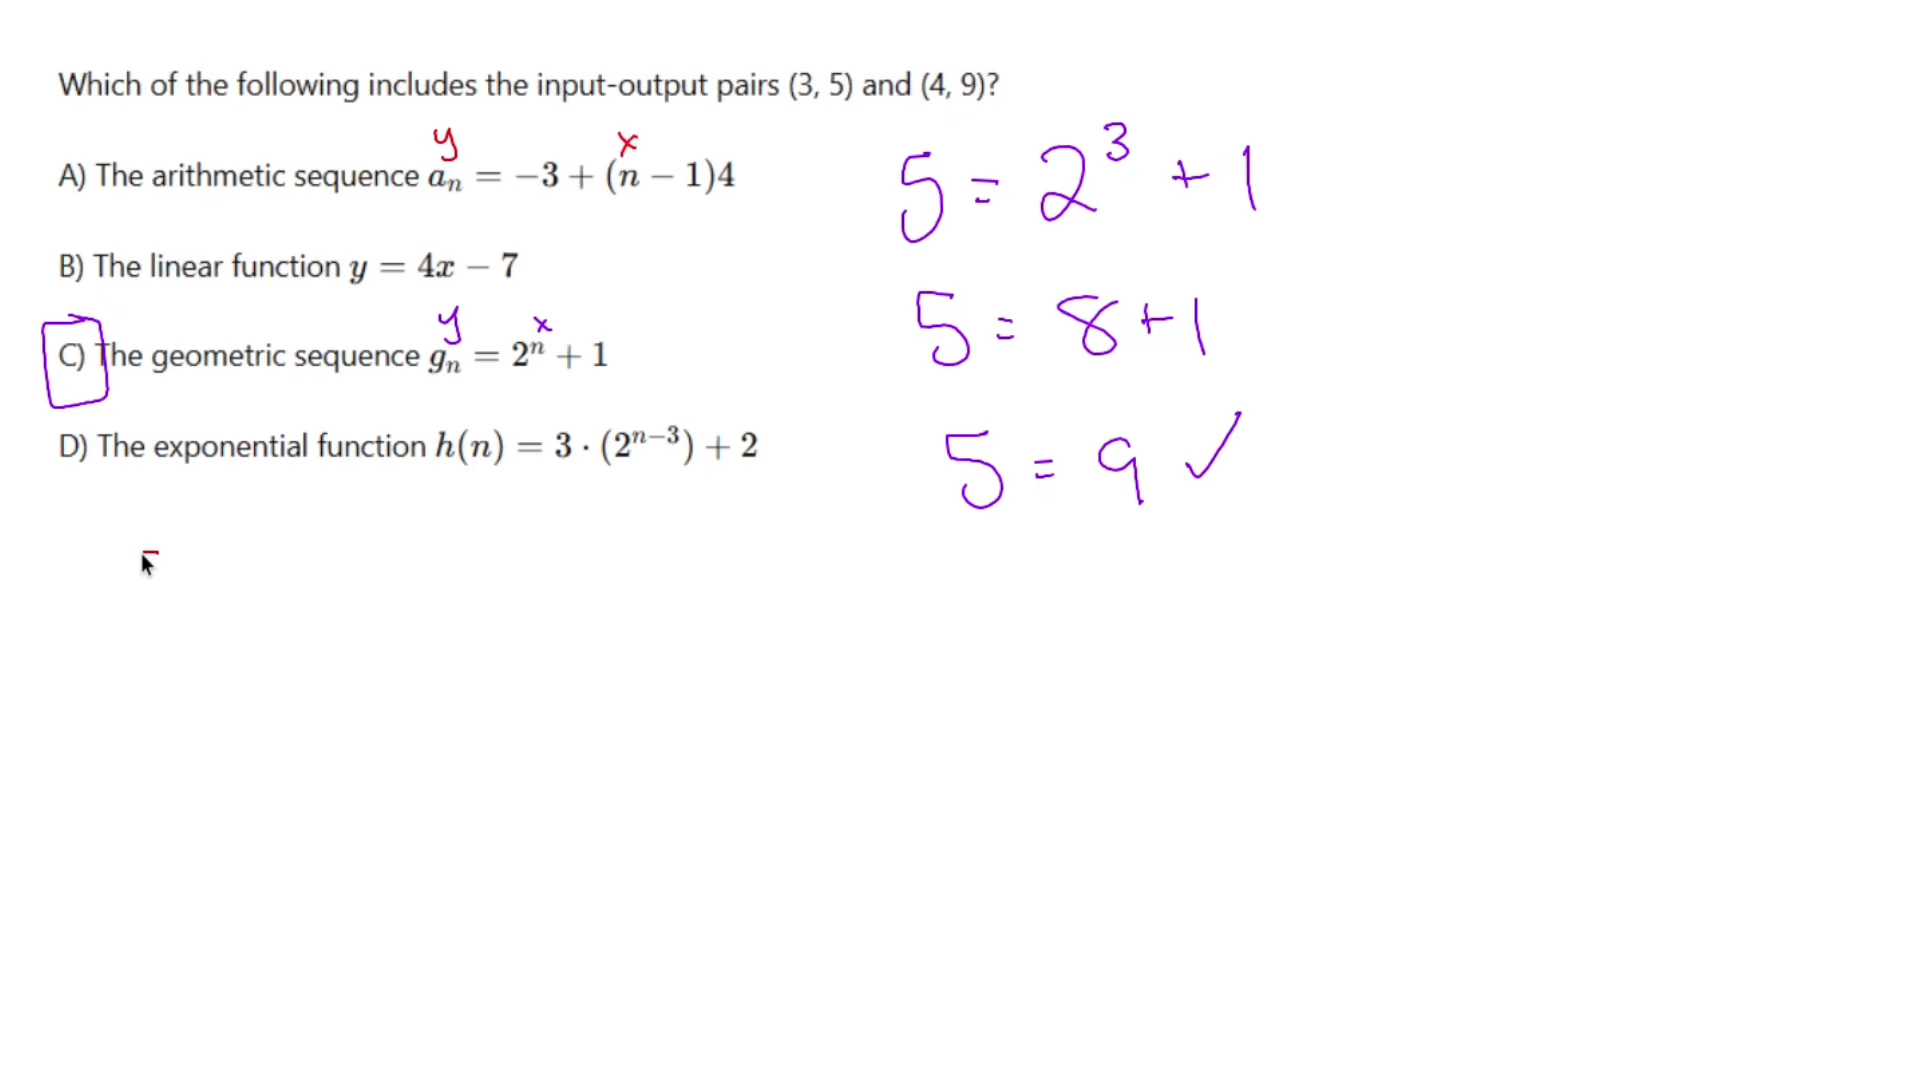 Which of the following includes the input-output pairs (3, 5) and (4, 9)?
y x
A) The arithmetic sequence aₙ = −3 + (n − 1)4
B) The linear function y = 4x − 7
y x
C) The geometric sequence gₙ = 2ⁿ + 1
D) The exponential function h(n) = 3 · (2ⁿ⁻³) + 2
5 = 2³ + 1
5 = 8 + 1
5 = 9 ✓